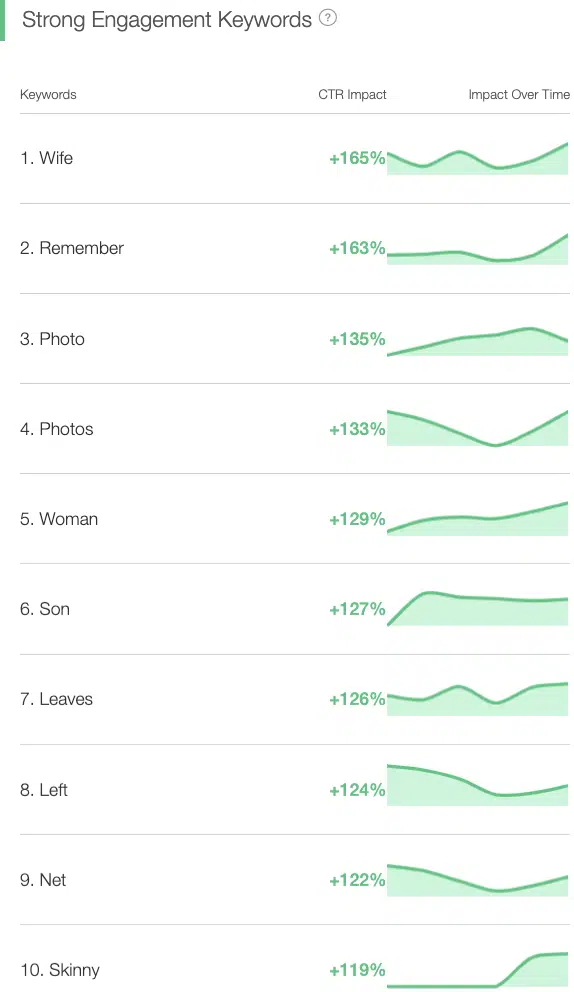 Strong Engagement Keywords ?
Keywords CTR Impact Impact Over Time
1. Wife +165%
2. Remember +163%
3. Photo +135%
4. Photos +133%
5. Woman +129%
6. Son +127%
7. Leaves +126%
8. Left +124%
9. Net +122%
10. Skinny +119%